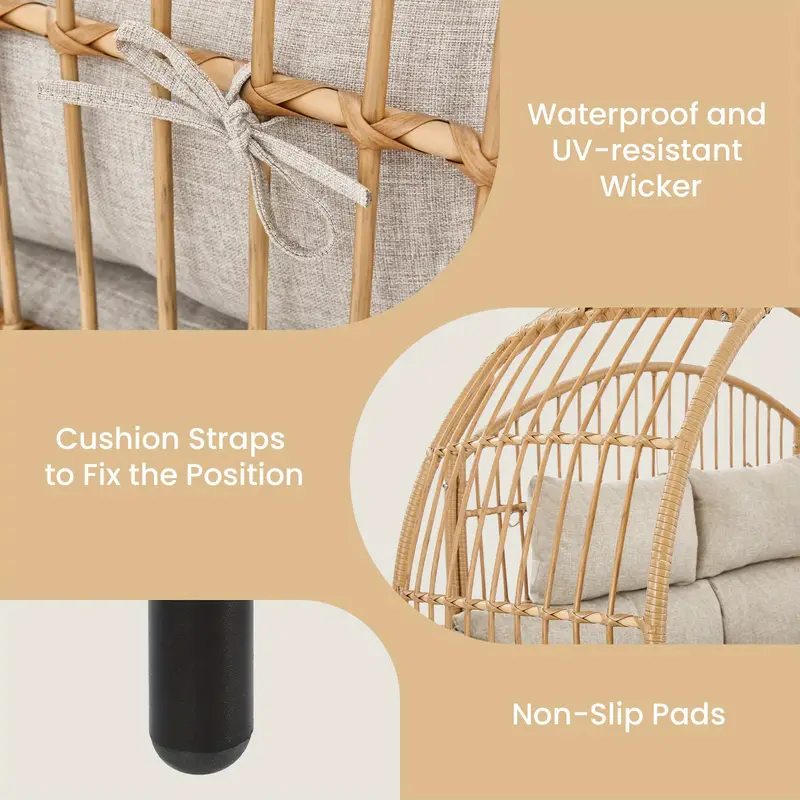 Waterproof and
UV-resistant
Wicker
Cushion Straps
to Fix the Position
Non-Slip Pads